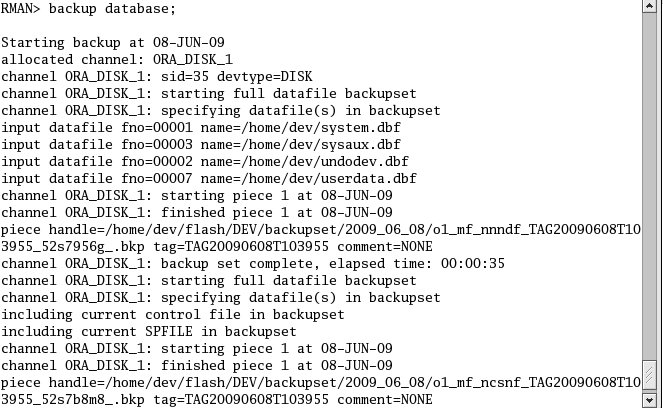 RMAN> backup database;
Starting backup at 08-JUN-09
allocated channel: ORA_DISK_1
channel ORA_DISK_1: sid=35 devtype=DISK
channel ORA_DISK_1: starting full datafile backupset
channel ORA_DISK_1: specifying datafile(s) in backupset
input datafile fno=00001 name=/home/dev/system.dbf
input datafile fno=00003 name=/home/dev/sysaux.dbf
input datafile fno=00002 name=/home/dev/undodev.dbf
input datafile fno=00007 name=/home/dev/userdata.dbf
channel ORA_DISK_1: starting piece 1 at 08-JUN-09
channel ORA_DISK_1: finished piece 1 at 08-JUN-09
piece handle=/home/dev/flash/DEV/backupset/2009_06_08/o1_mf_nnndf_TAG20090608T10
3955_52s7956g_.bkp tag=TAG20090608T103955 comment=NONE
channel ORA_DISK_1: backup set complete, elapsed time: 00:00:35
channel ORA_DISK_1: starting full datafile backupset
channel ORA_DISK_1: specifying datafile(s) in backupset
including current control file in backupset
including current SPFILE in backupset
channel ORA_DISK_1: starting piece 1 at 08-JUN-09
channel ORA_DISK_1: finished piece 1 at 08-JUN-09
piece handle=/home/dev/flash/DEV/backupset/2009_06_08/o1_mf_ncsnf_TAG20090608T10
3955_52s7b8m8_.bkp tag=TAG20090608T103955 comment=NONE